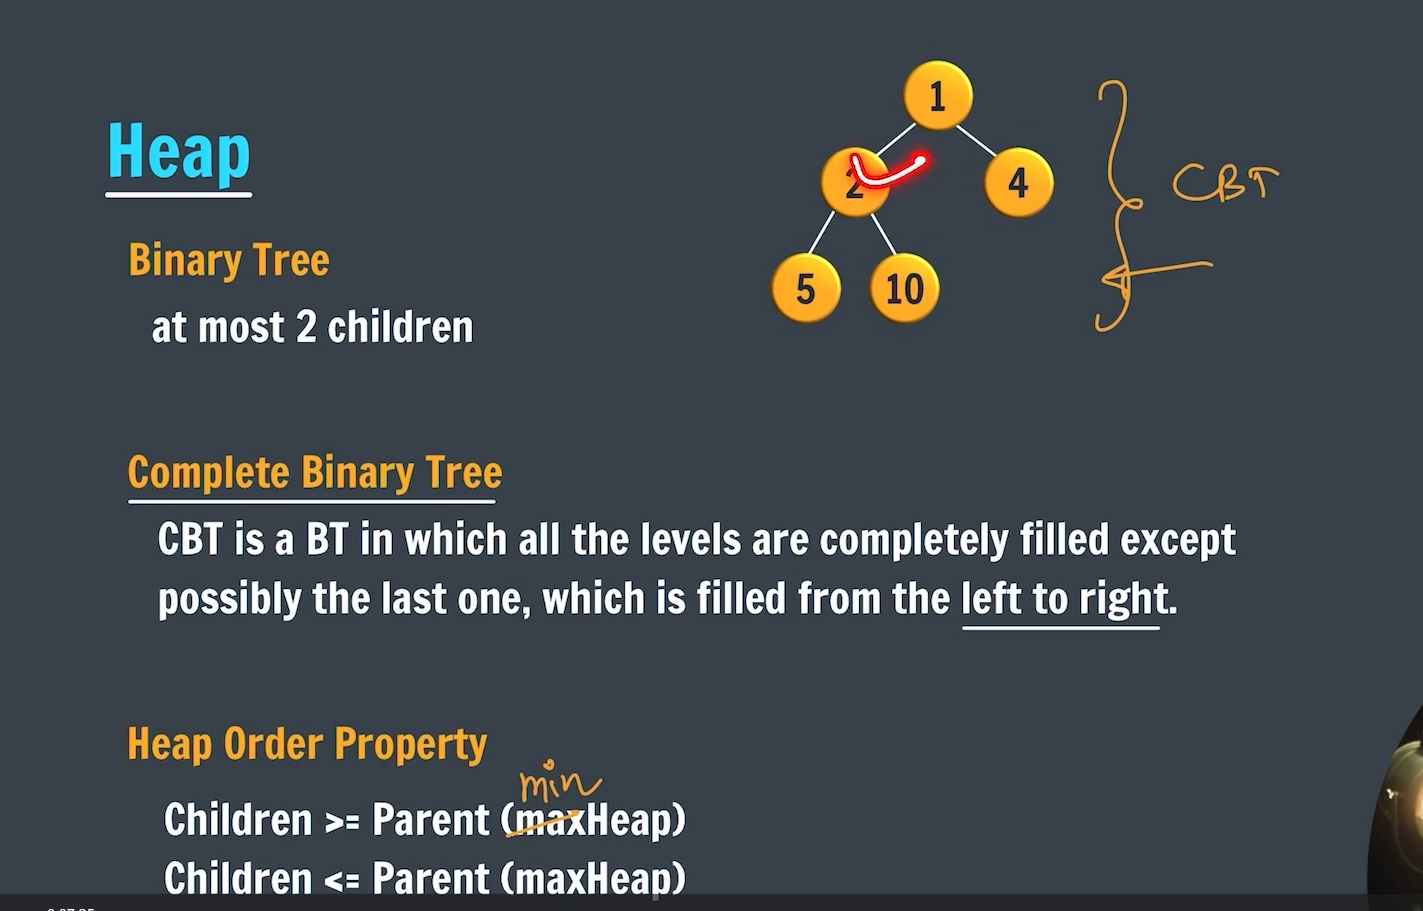 Heap
1
2
4
5
10
CBT
Binary Tree
at most 2 children
Complete Binary Tree
CBT is a BT in which all the levels are completely filled except
possibly the last one, which is filled from the left to right.
Heap Order Property
min
Children >= Parent (maxHeap)
Children <= Parent (maxHeap)